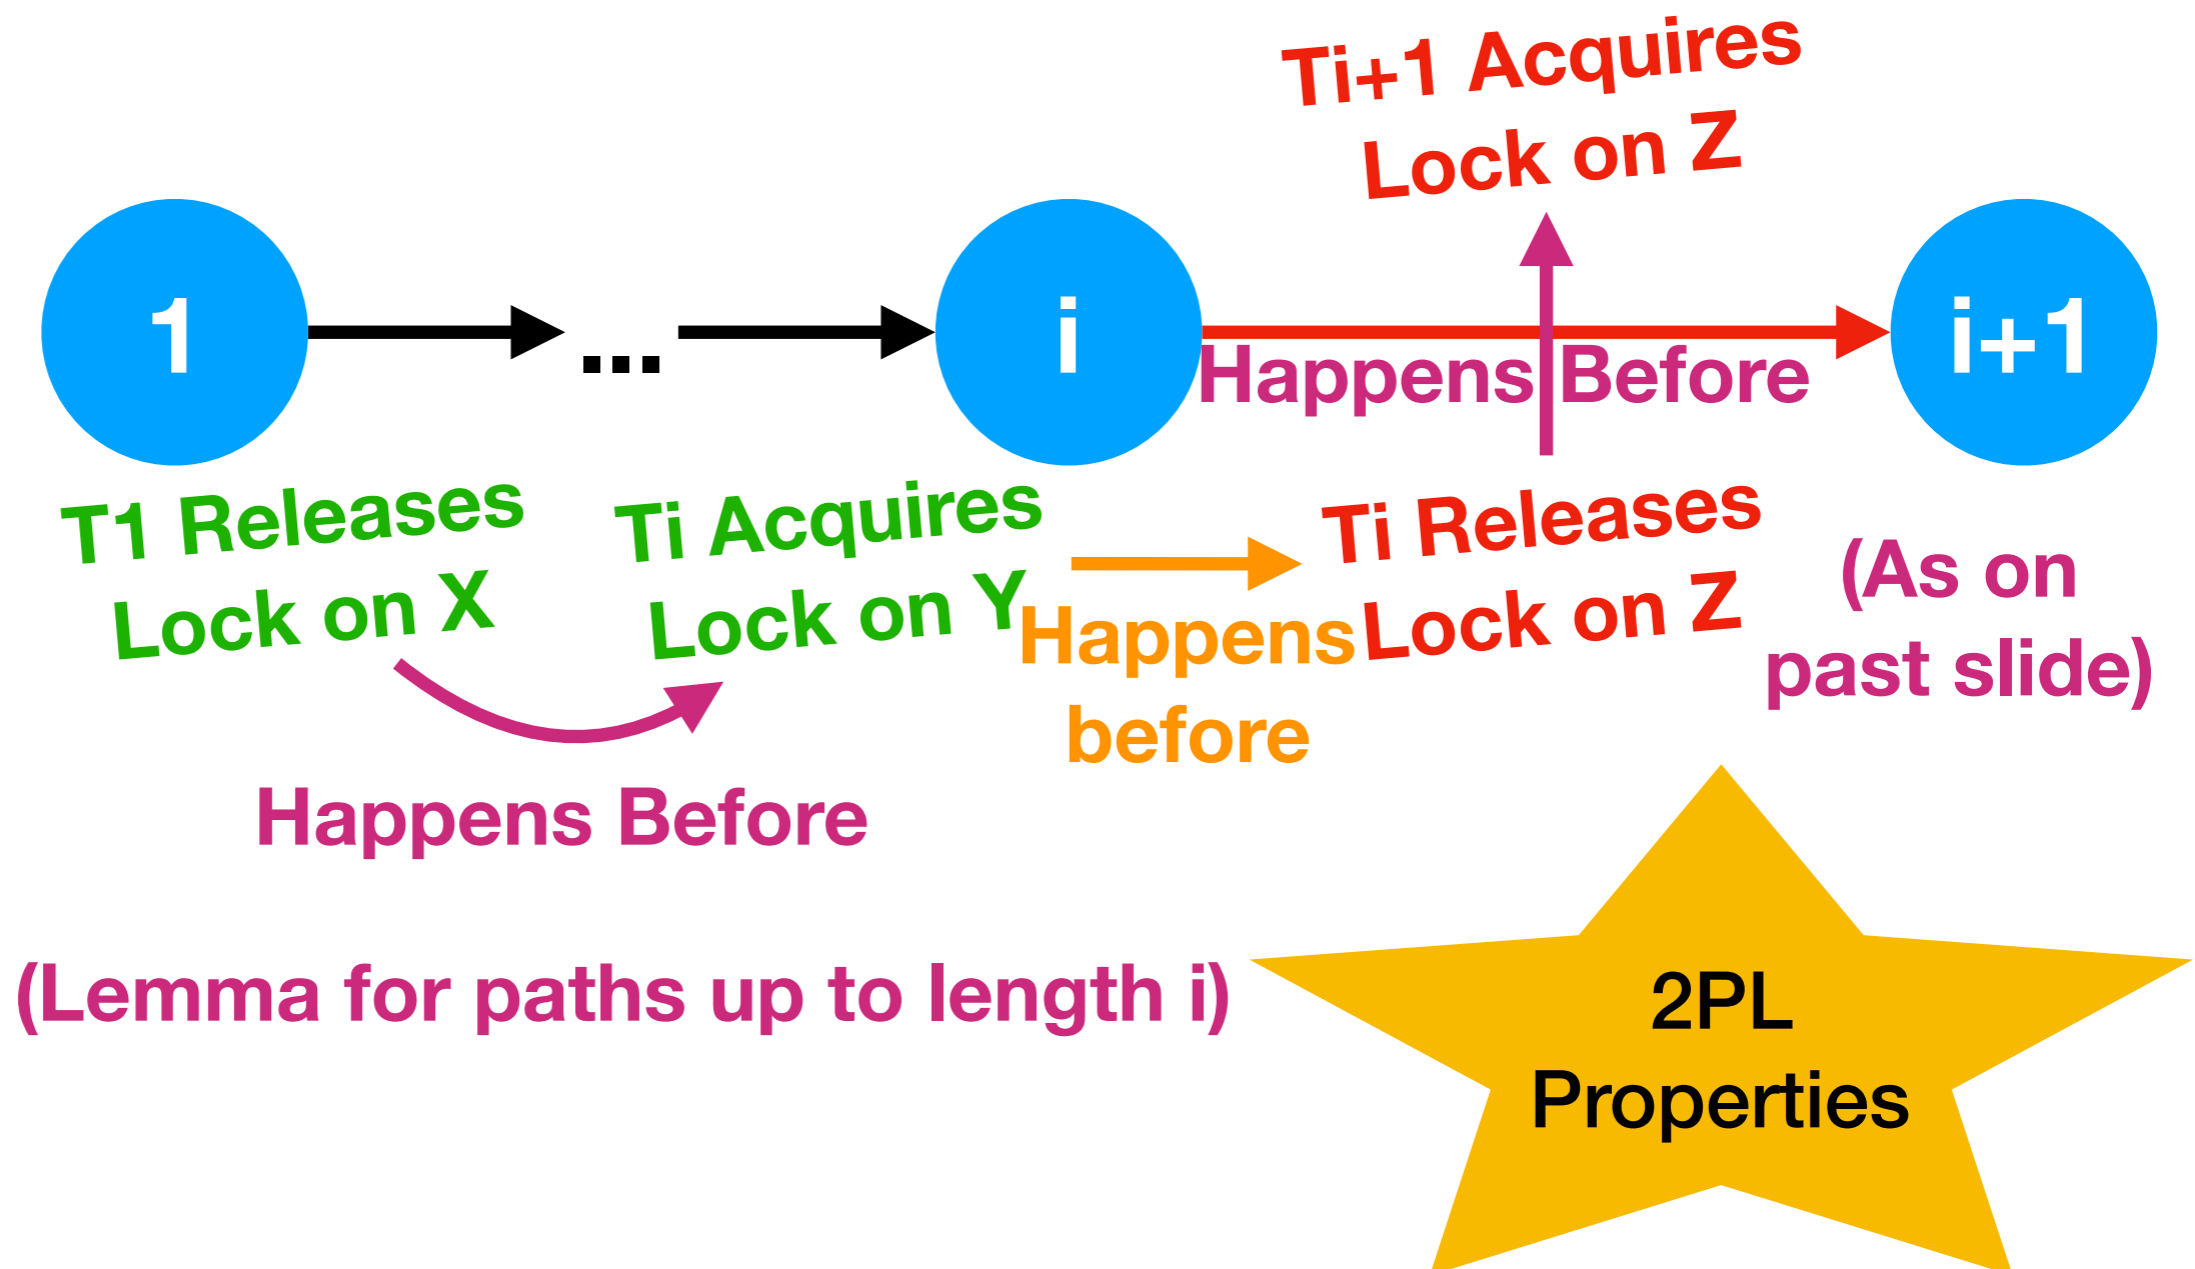 Ti+1 Acquires
Lock on Z
1
...
i
i+1
Happens Before
T1 Releases
Lock on X
Ti Acquires
Lock on Y
Happens
before
Ti Releases
Lock on Z
(As on
past slide)
Happens Before
(Lemma for paths up to length i)
2PL
Properties